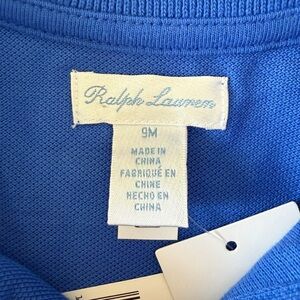 Ralph Lauren
9M
MADE IN
CHINA
FABRIQUÉ EN
CHINE
HECHO EN
CHINA